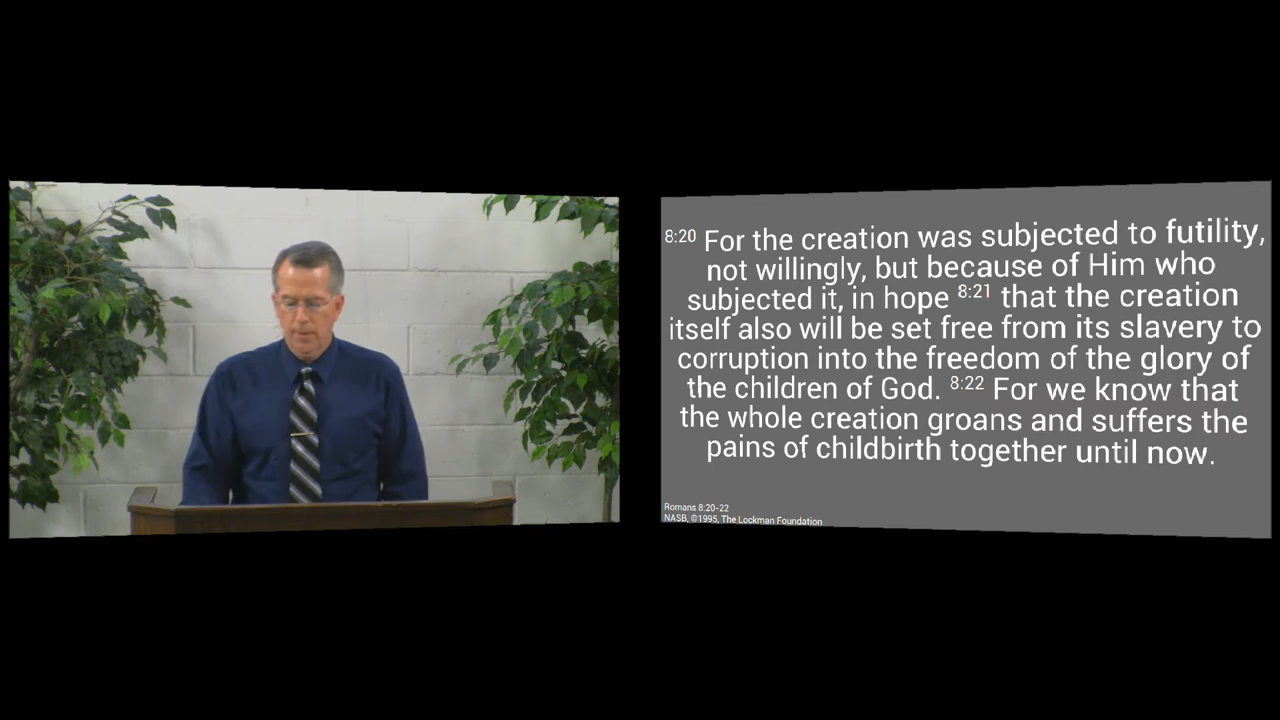 8:20 For the creation was subjected to futility,
not willingly, but because of Him who
subjected it, in hope 8:21 that the creation
itself also will be set free from its slavery to
corruption into the freedom of the glory of
the children of God. 8:22 For we know that
the whole creation groans and suffers the
pains of childbirth together until now.
Romans 8:20-22
NASB, ©1995, The Lockman Foundation